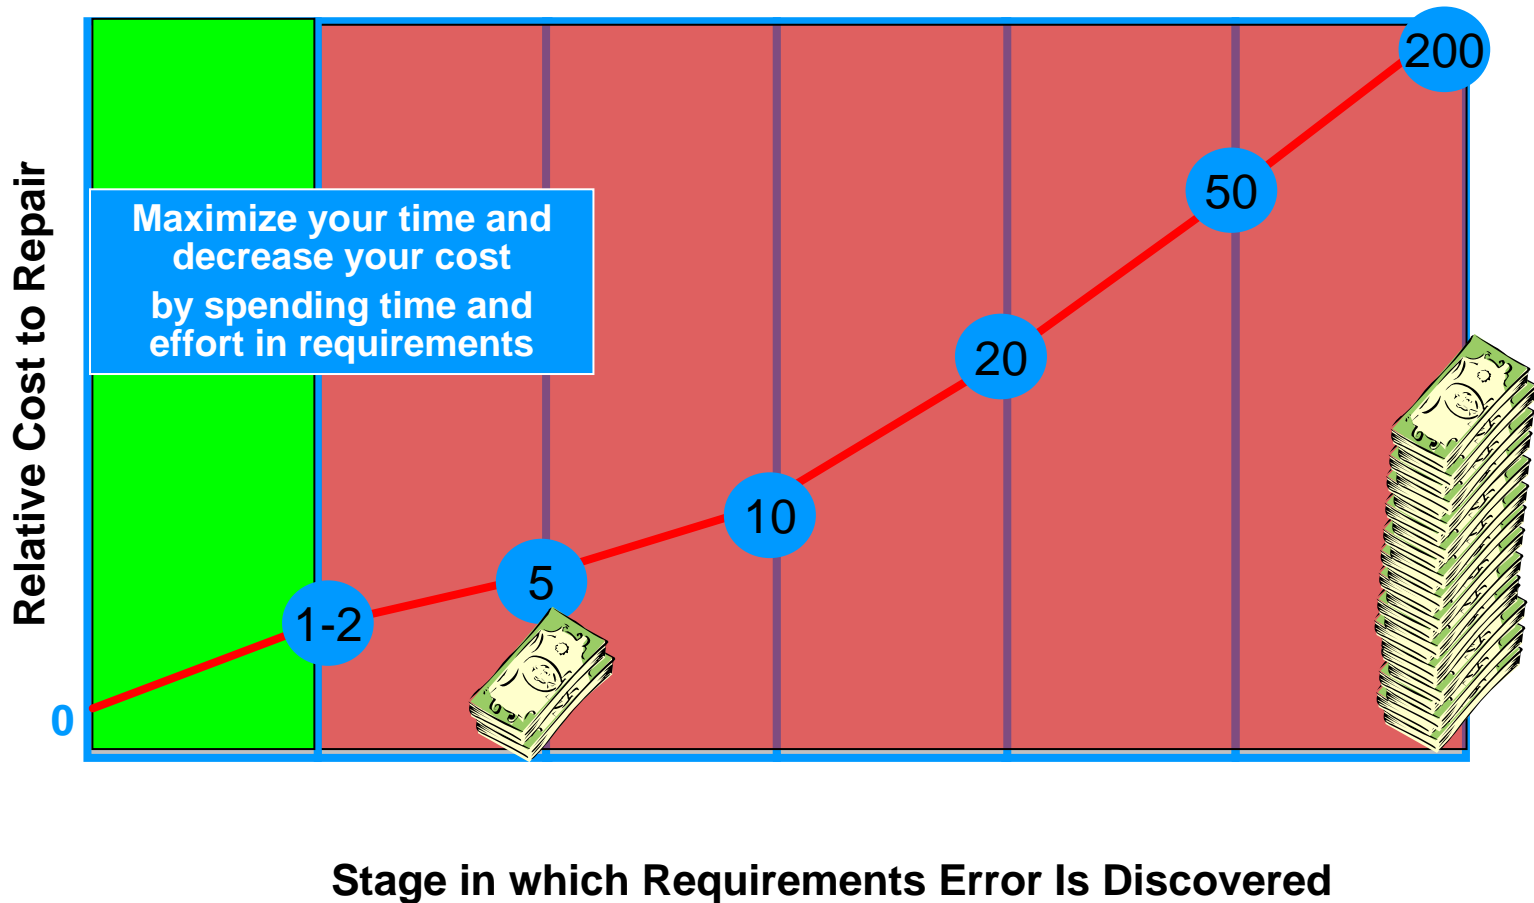 200
50
Maximize your time and
decrease your cost
by spending time and
effort in requirements
20
10
5
1-2
0
Relative Cost to Repair
Stage in which Requirements Error Is Discovered